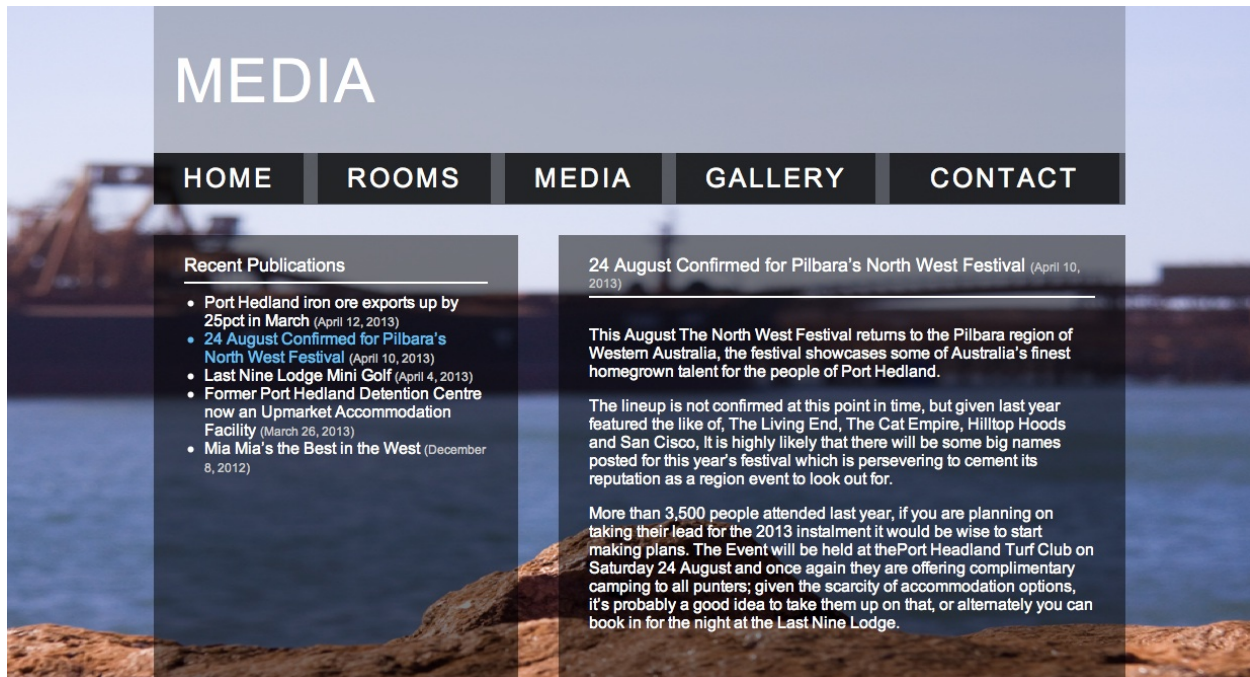 MEDIA
HOME ROOMS MEDIA GALLERY CONTACT
Recent Publications
Port Hedland iron ore exports up by
25pct in March (April 12, 2013)
24 August Confirmed for Pilbara's
North West Festival (April 10, 2013)
Last Nine Lodge Mini Golf (April 4, 2013)
Former Port Hedland Detention Centre
now an Upmarket Accommodation
Facility (March 26, 2013)
Mia Mia's the Best in the West (December
8, 2012)
24 August Confirmed for Pilbara's North West Festival (April 10,
2013)
This August The North West Festival returns to the Pilbara region of
Western Australia, the festival showcases some of Australia's finest
homegrown talent for the people of Port Hedland.
The lineup is not confirmed at this point in time, but given last year
featured the like of, The Living End, The Cat Empire, Hilltop Hoods
and San Cisco, It is highly likely that there will be some big names
posted for this year's festival which is persevering to cement its
reputation as a region event to look out for.
More than 3,500 people attended last year, if you are planning on
taking their lead for the 2013 instalment it would be wise to start
making plans. The Event will be held at thePort Headland Turf Club on
Saturday 24 August and once again they are offering complimentary
camping to all punters; given the scarcity of accommodation options,
it's probably a good idea to take them up on that, or alternately you can
book in for the night at the Last Nine Lodge.